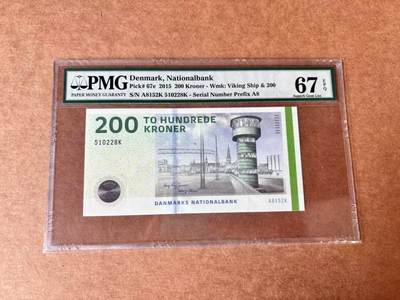 PMG
PAPER MONEY GUARANTY
Denmark, Nationalbank
Pick# 67e 2015 200 Kroner - Wmk: Viking Ship & 200
S/N A8152K 510228K - Serial Number Prefix A8
67 EPQ
Superb Gem Unc
200 TO HUNDREDE
KRONER
510228K
DANMARKS NATIONALBANK
A8152K